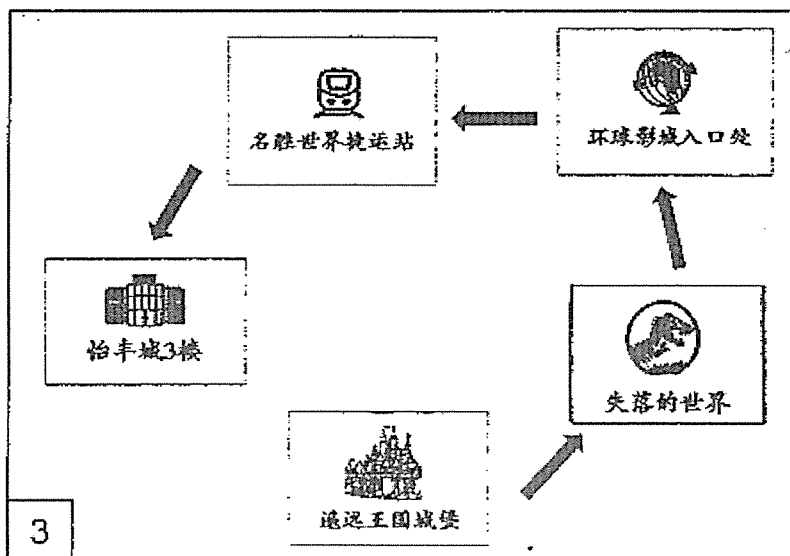 名胜世界捷运站
环球影城入口处
怡丰城3楼
失落的世界
遥远王国城堡
3